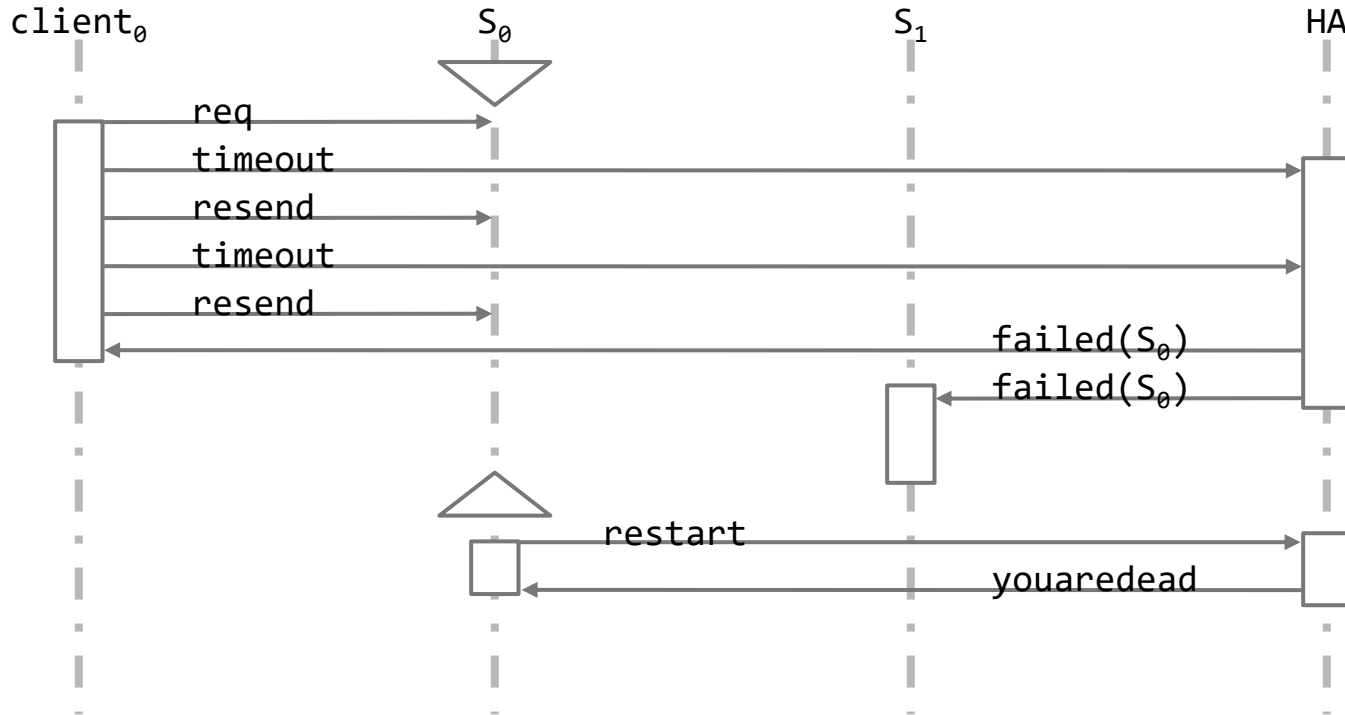 client₀ S₀ S₁ HA
req
timeout
resend
timeout
resend
failed(S₀)
failed(S₀)
restart
youaredead